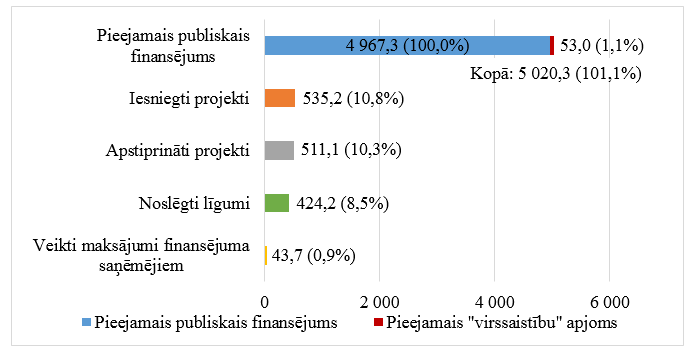 Pieejamais publiskais
finansējums
4 967,3 (100,0%)
53,0 (1,1%)
Kopā: 5 020,3 (101,1%)
Iesniegti projekti
535,2 (10,8%)
Apstiprināti projekti
511,1 (10,3%)
Noslēgti līgumi
424,2 (8,5%)
Veikti maksājumi finansējuma
saņēmējiem
43,7 (0,9%)
0 2 000 4 000 6 000
Pieejamais publiskais finansējums Pieejamais "virssaistību" apjoms